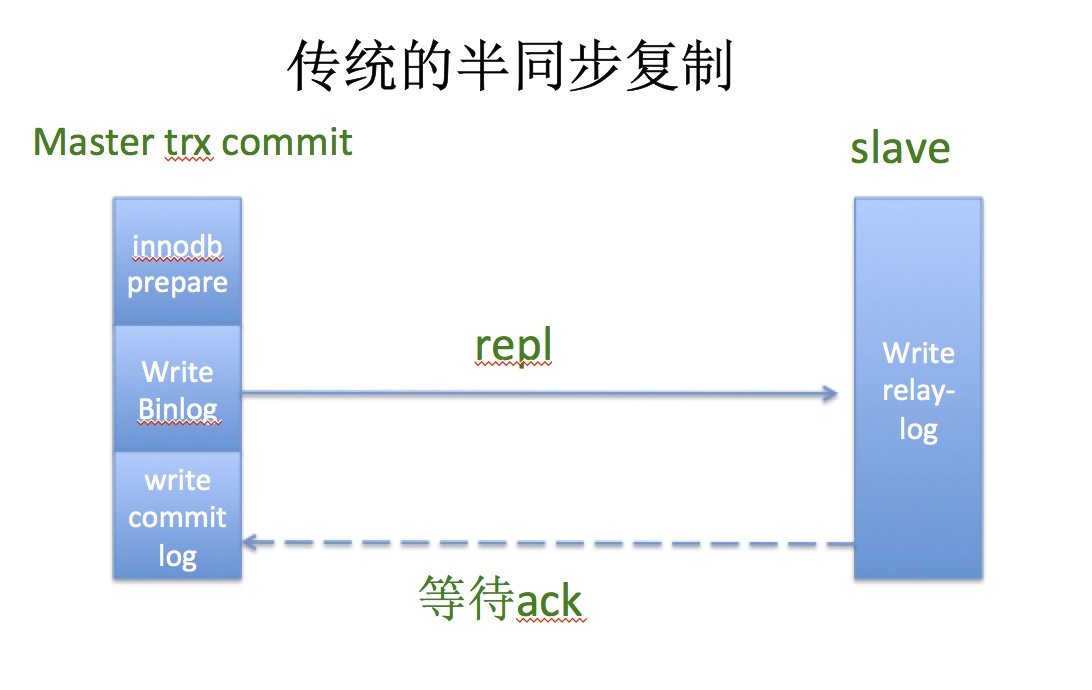 传统的半同步复制
Master trx commit
slave
innodb
prepare
Write
Binlog
write
commit
log
repl
Write
relay-
log
等待ack